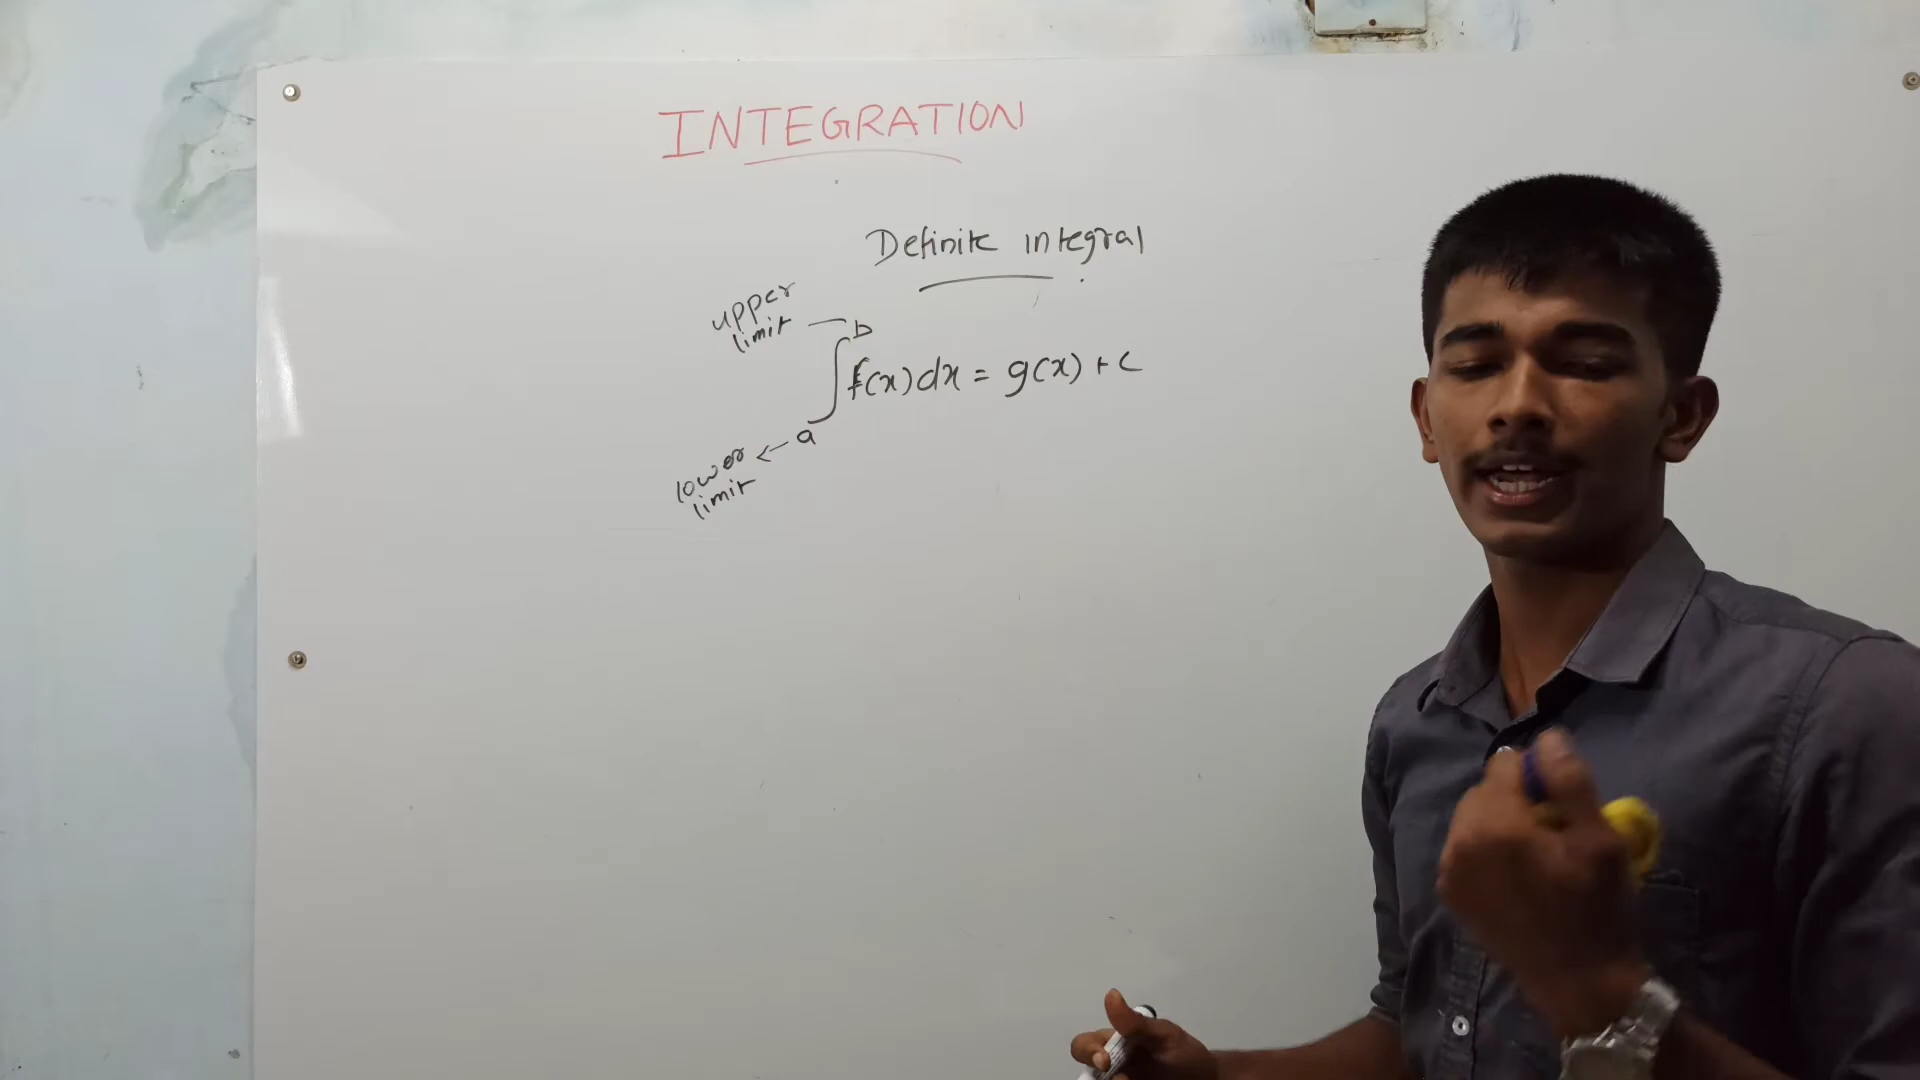 INTEGRATION
Definite integral
upper
limit
b
∫f(x)dx = g(x) + c
a
lower
limit